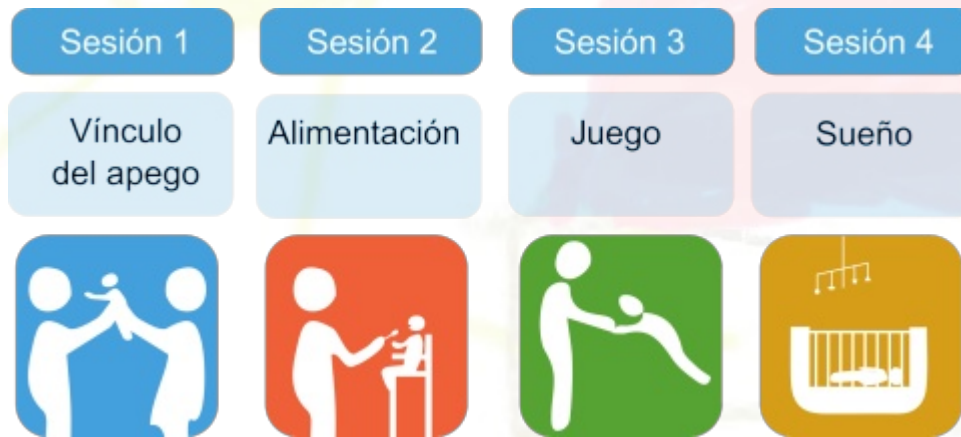 Sesión 1
Sesión 2
Sesión 3
Sesión 4
Vínculo
del apego
Alimentación
Juego
Sueño